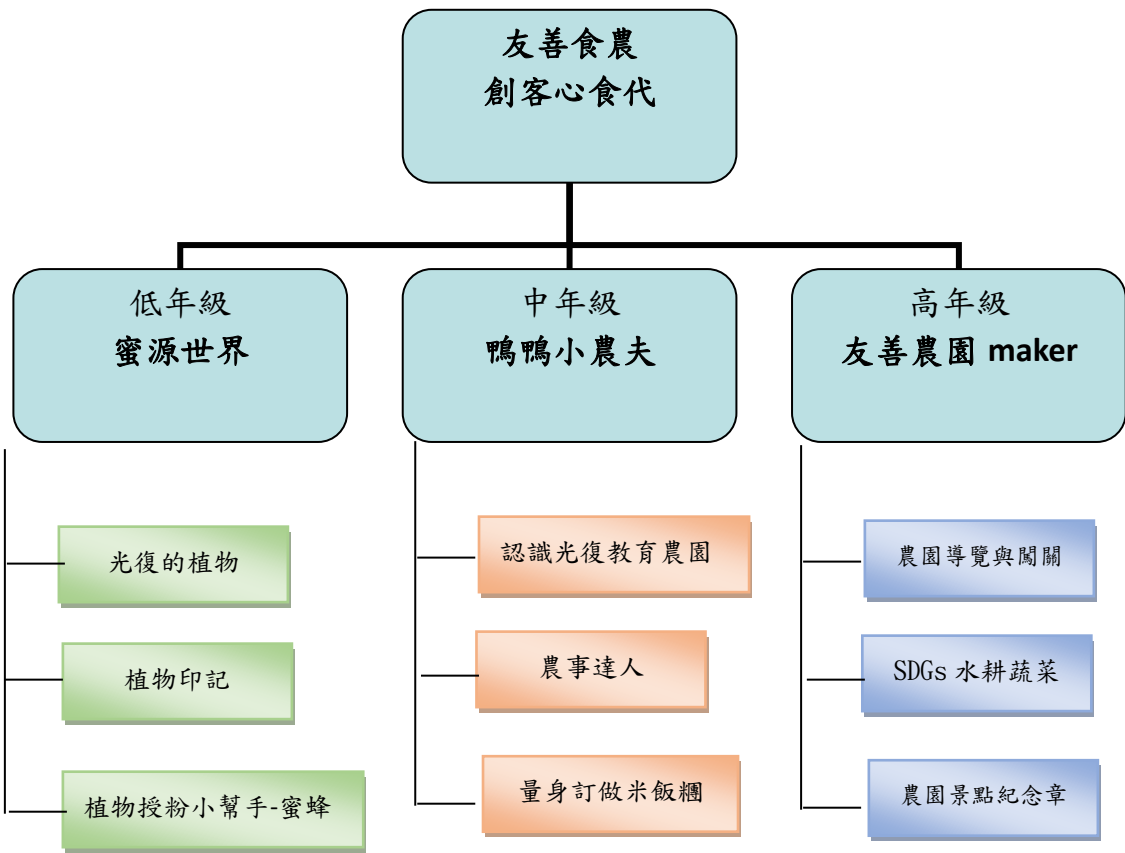 友善食農
創客心食代
低年級
蜜源世界
中年級
鴨鴨小農夫
高年級
友善農園 maker
光復的植物
植物印記
植物授粉小幫手-蜜蜂
認識光復教育農園
農事達人
量身訂做米飯糰
農園導覽與闖關
SDGs 水耕蔬菜
農園景點紀念章